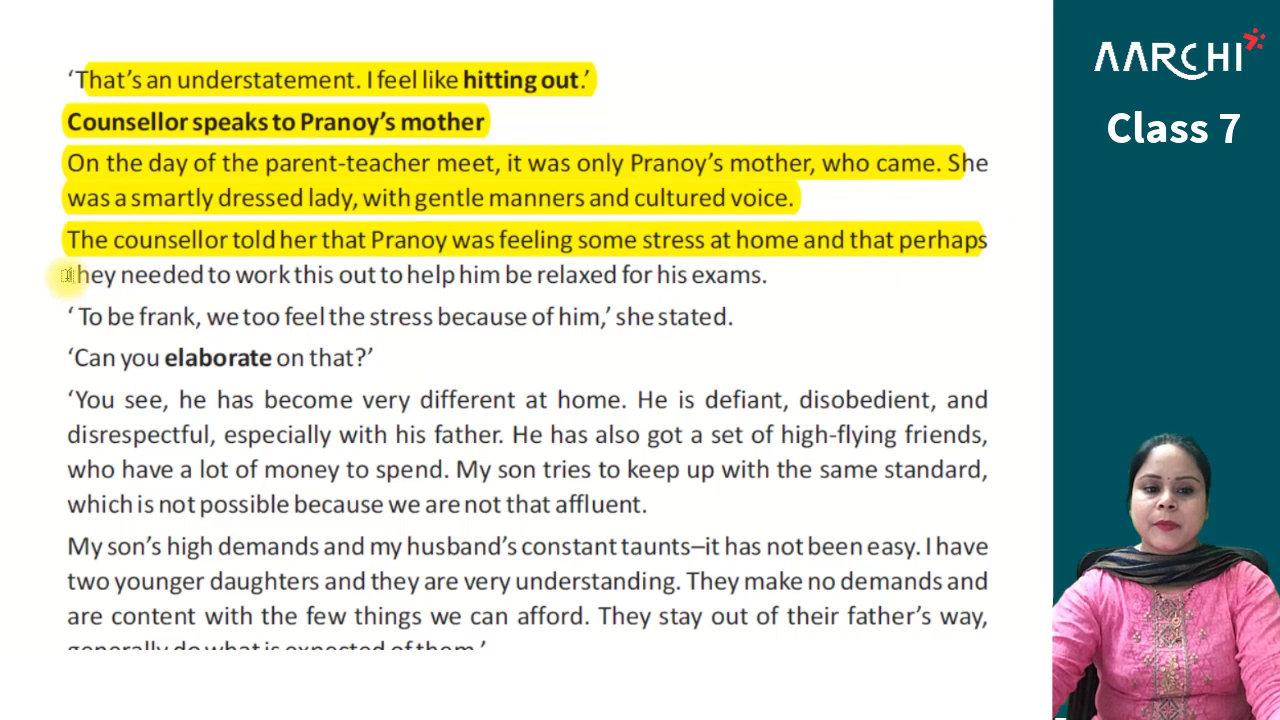 ‘That’s an understatement. I feel like hitting out.’
Counsellor speaks to Pranoy’s mother
On the day of the parent-teacher meet, it was only Pranoy’s mother, who came. She
was a smartly dressed lady, with gentle manners and cultured voice.
The counsellor told her that Pranoy was feeling some stress at home and that perhaps
they needed to work this out to help him be relaxed for his exams.
‘ To be frank, we too feel the stress because of him,’ she stated.
‘Can you elaborate on that?’
‘You see, he has become very different at home. He is defiant, disobedient, and
disrespectful, especially with his father. He has also got a set of high-flying friends,
who have a lot of money to spend. My son tries to keep up with the same standard,
which is not possible because we are not that affluent.
My son’s high demands and my husband’s constant taunts–it has not been easy. I have
two younger daughters and they are very understanding. They make no demands and
are content with the few things we can afford. They stay out of their father’s way,
generally do what is expected of them.’
AARCHI
Class 7